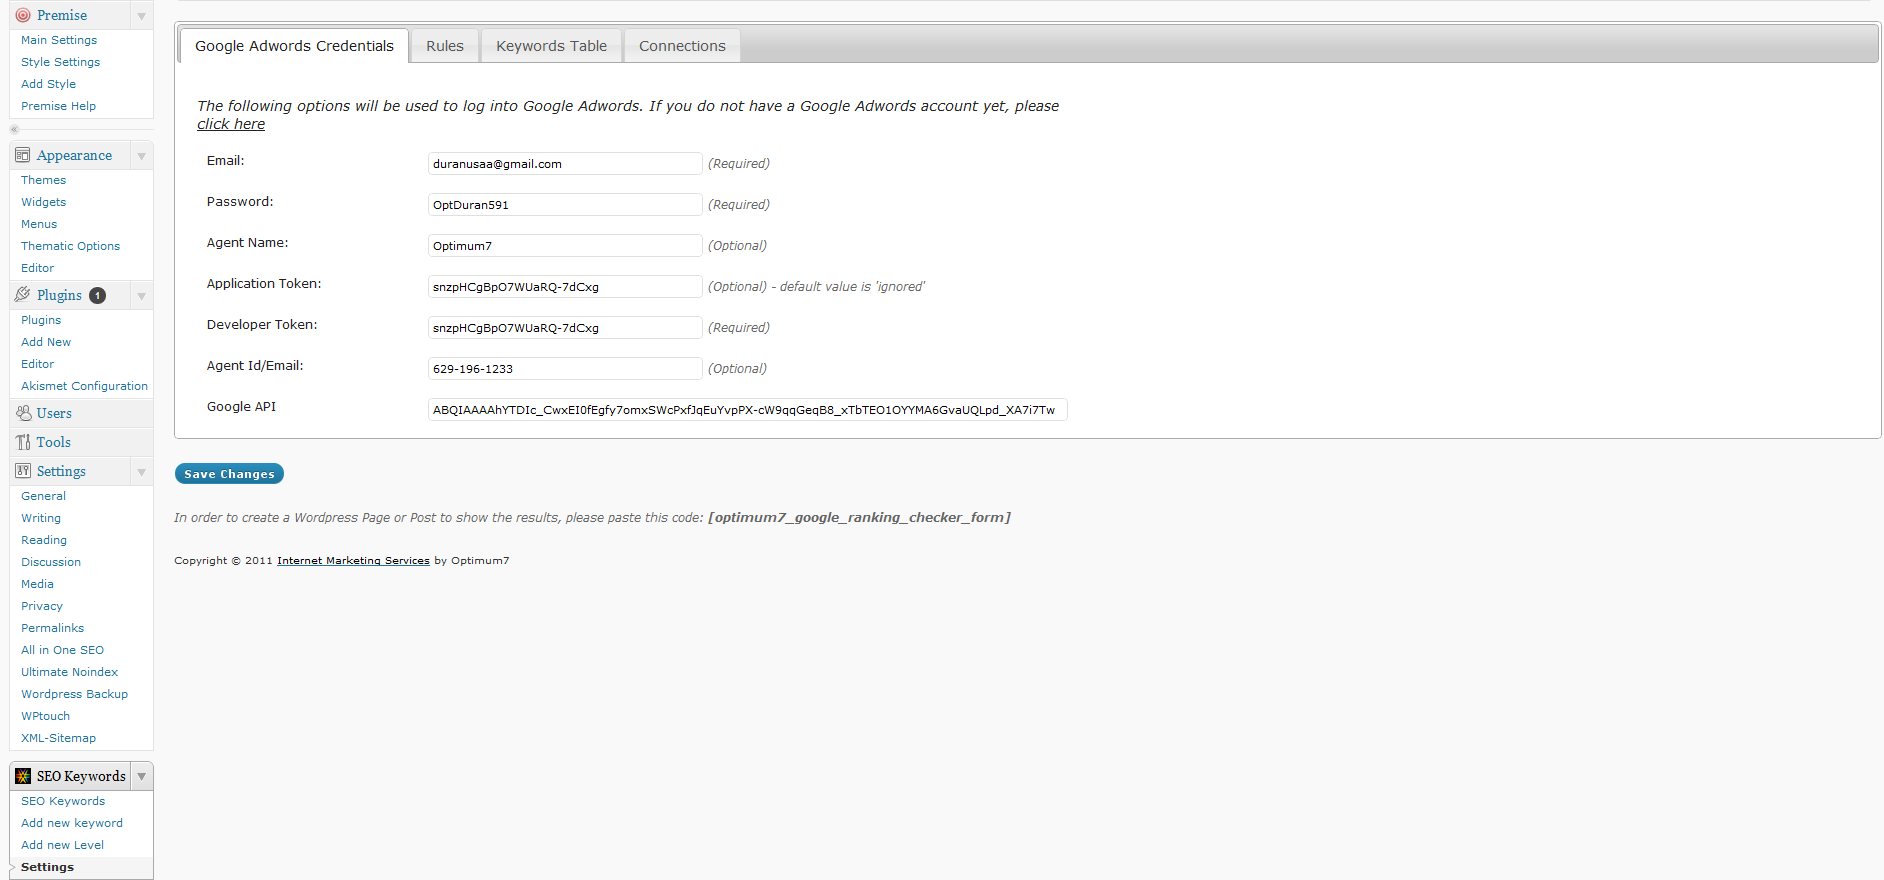 Premise
Main Settings
Style Settings
Add Style
Premise Help
Appearance
Themes
Widgets
Menus
Thematic Options
Editor
Plugins 1
Plugins
Add New
Editor
Akismet Configuration
Users
Tools
Settings
General
Writing
Reading
Discussion
Media
Privacy
Permalinks
All in One SEO
Ultimate Noindex
Wordpress Backup
WPtouch
XML-Sitemap
SEO Keywords
SEO Keywords
Add new keyword
Add new Level
Settings
Google Adwords Credentials Rules Keywords Table Connections
The following options will be used to log into Google Adwords. If you do not have a Google Adwords account yet, please
click here
Email: duranusaa@gmail.com (Required)
Password: OptDuran591 (Required)
Agent Name: Optimum7 (Optional)
Application Token: snzpHCgBpO7WUaRQ-7dCxg (Optional) - default value is 'ignored'
Developer Token: snzpHCgBpO7WUaRQ-7dCxg (Required)
Agent Id/Email: 629-196-1233 (Optional)
Google API ABQIAAAAhYTDIc_CwxEI0fEgfy7omxSWcPxfJqEuYvpPX-cW9qqGeqB8_xTbTEO1OYYMA6GvaUQLpd_XA7i7Tw
Save Changes
In order to create a Wordpress Page or Post to show the results, please paste this code: [optimum7_google_ranking_checker_form]
Copyright © 2011 Internet Marketing Services by Optimum7